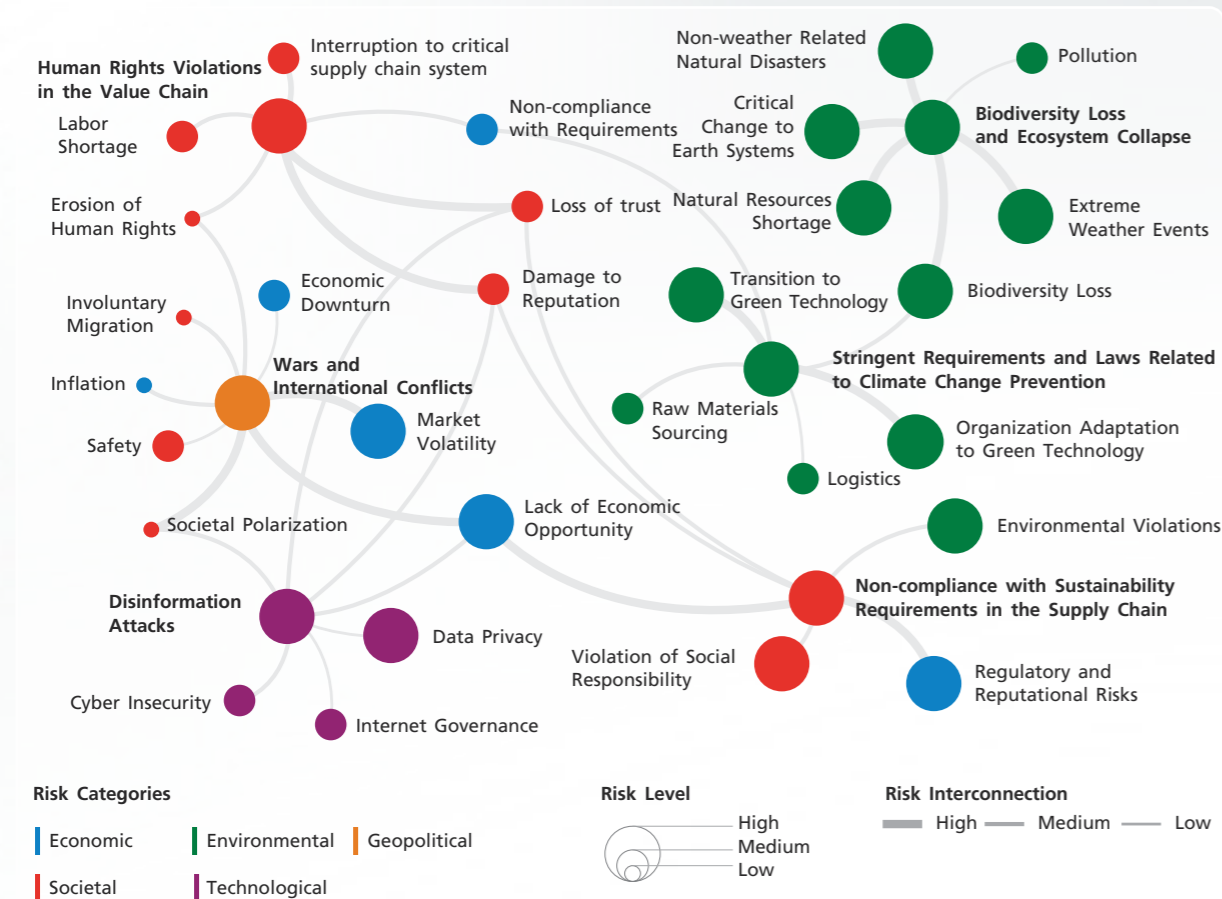 Human Rights Violations
in the Value Chain
Interruption to critical
supply chain system
Labor
Shortage
Non-compliance
with Requirements
Erosion of
Human Rights
Loss of trust
Economic
Downturn
Damage to
Reputation
Involuntary
Migration
Wars and
International Conflicts
Inflation
Market
Volatility
Safety
Societal Polarization
Lack of Economic
Opportunity
Disinformation
Attacks
Data Privacy
Cyber Insecurity
Internet Governance
Non-weather Related
Natural Disasters
Pollution
Critical
Change to
Earth Systems
Biodiversity Loss
and Ecosystem Collapse
Natural Resources
Shortage
Extreme
Weather Events
Transition to
Green Technology
Biodiversity Loss
Stringent Requirements and Laws Related
to Climate Change Prevention
Raw Materials
Sourcing
Organization Adaptation
to Green Technology
Logistics
Environmental Violations
Non-compliance with Sustainability
Requirements in the Supply Chain
Violation of Social
Responsibility
Regulatory and
Reputational Risks
Risk Categories
Economic
Environmental
Geopolitical
Societal
Technological
Risk Level
High
Medium
Low
Risk Interconnection
High
Medium
Low